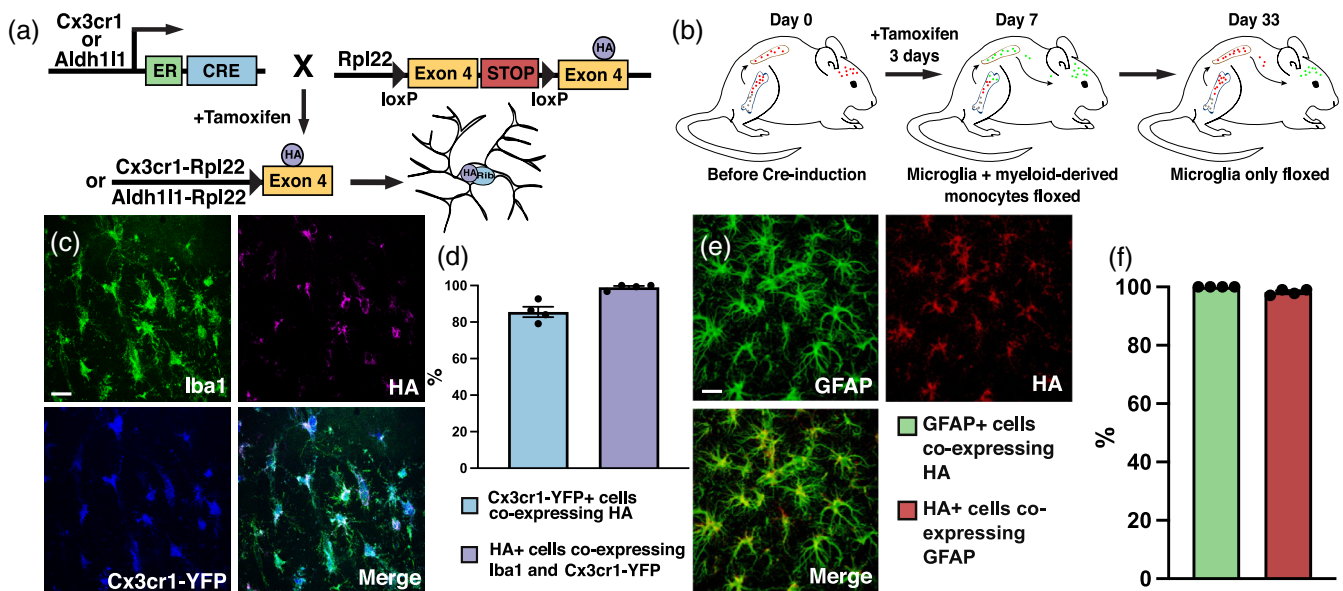 (a)
Cx3cr1
or
Aldh1l1
ER
CRE
X
Rpl22
Exon 4
STOP
HA
Exon 4
loxP
loxP
+Tamoxifen
Cx3cr1-Rpl22
or
Aldh1l1-Rpl22
HA
Exon 4
HA
Rib
(b)
Day 0
+Tamoxifen
3 days
Day 7
Day 33
Before Cre-induction
Microglia + myeloid-derived
monocytes floxed
Microglia only floxed
(c)
Iba1
HA
Cx3cr1-YFP
Merge
(d)
100
80
60
40
20
0
%
Cx3cr1-YFP+ cells
co-expressing HA
HA+ cells co-expressing
Iba1 and Cx3cr1-YFP
(e)
GFAP
HA
Merge
GFAP+ cells
co-expressing
HA
HA+ cells co-
expressing
GFAP
(f)
100
80
60
40
20
0
%